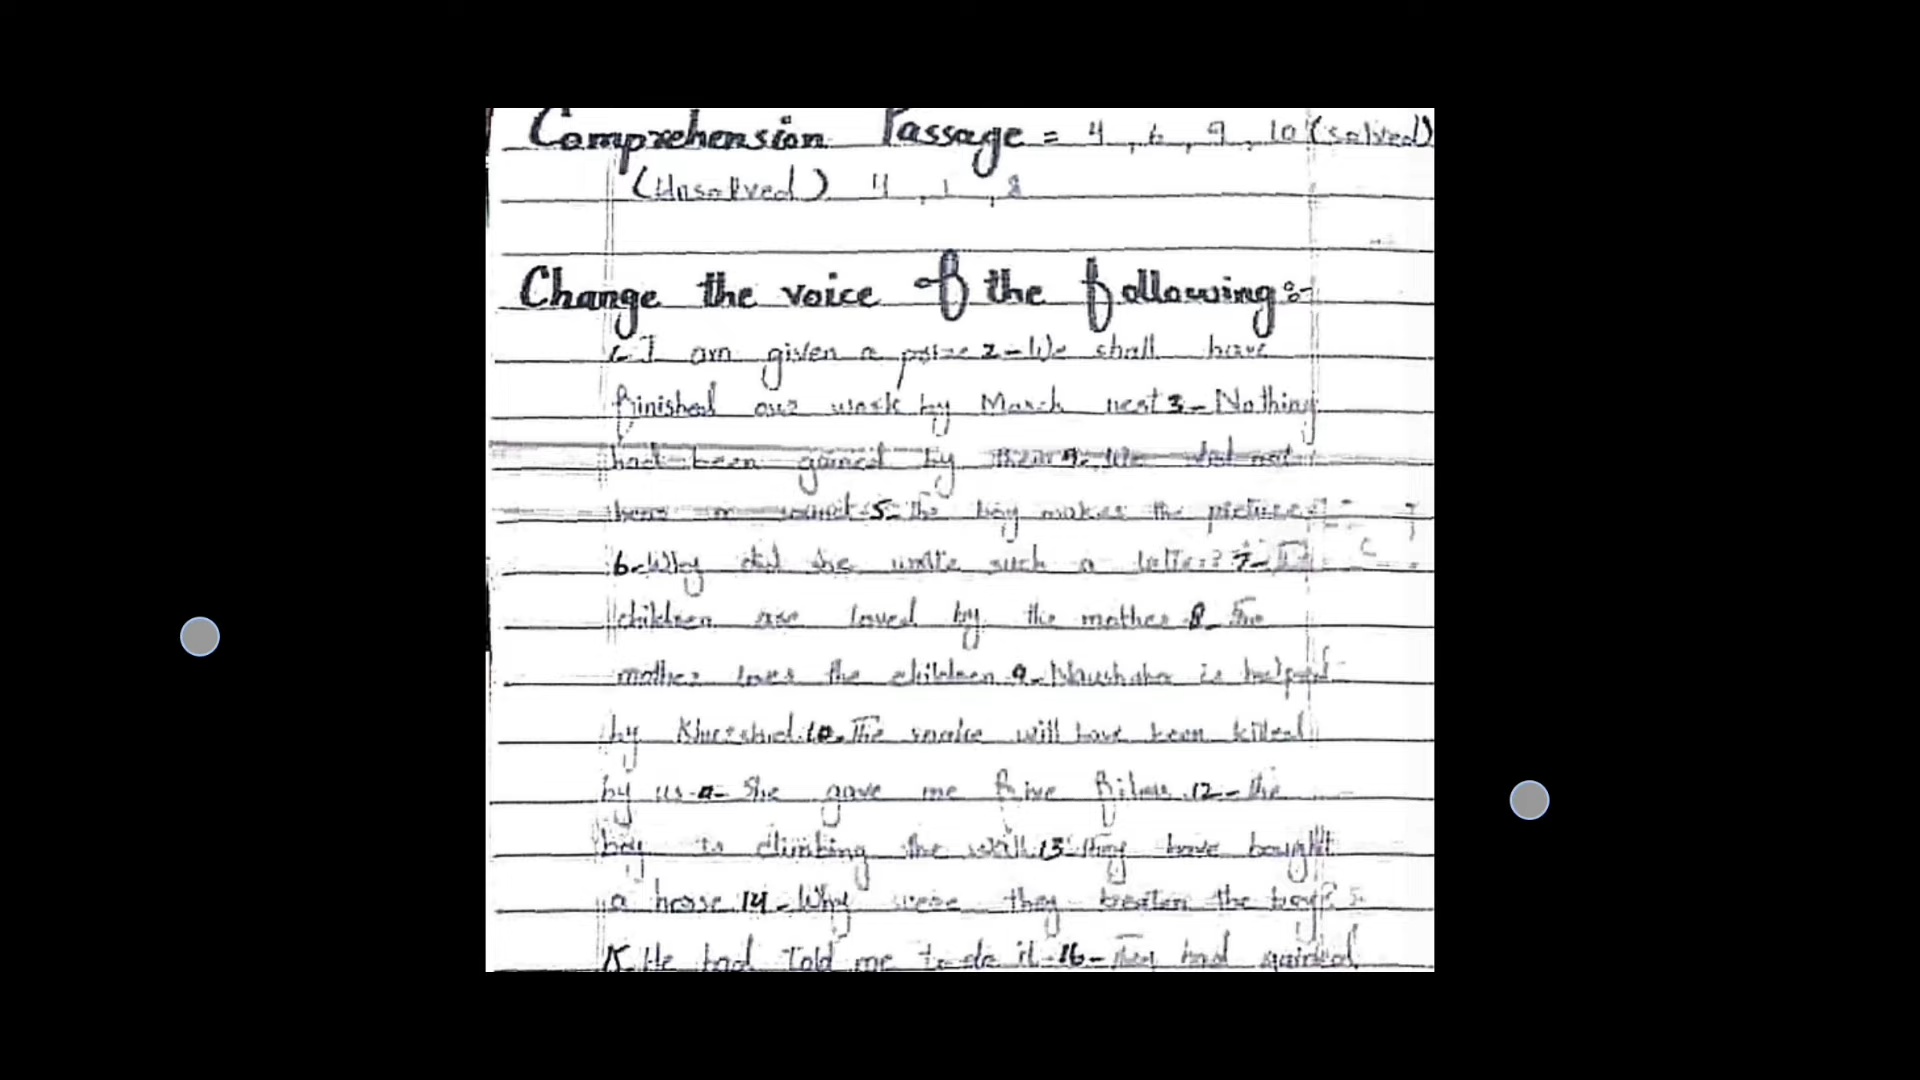 Comprehension Passage = 4, 6, 9, 10 (solved)
(Unsolved) 4, 1, 8
Change the voice of the following:-
1- I am given a prize 2- We shall have
finished our work by March next 3- Nothing
had been gained by them 4- We did not
hear a sound 5- The boy makes the picture
6- Why did she write such a letter? 7- The
children are loved by the mother 8- The
mother loves the children 9- Naushaba is helped
by Khurshid. 10- The snake will have been killed
by us - She gave me five films 12- the
boy is climbing the wall 13- They have bought
a horse 14- Why were they beaten the boy?
15 He had told me to do it 16- They had gained